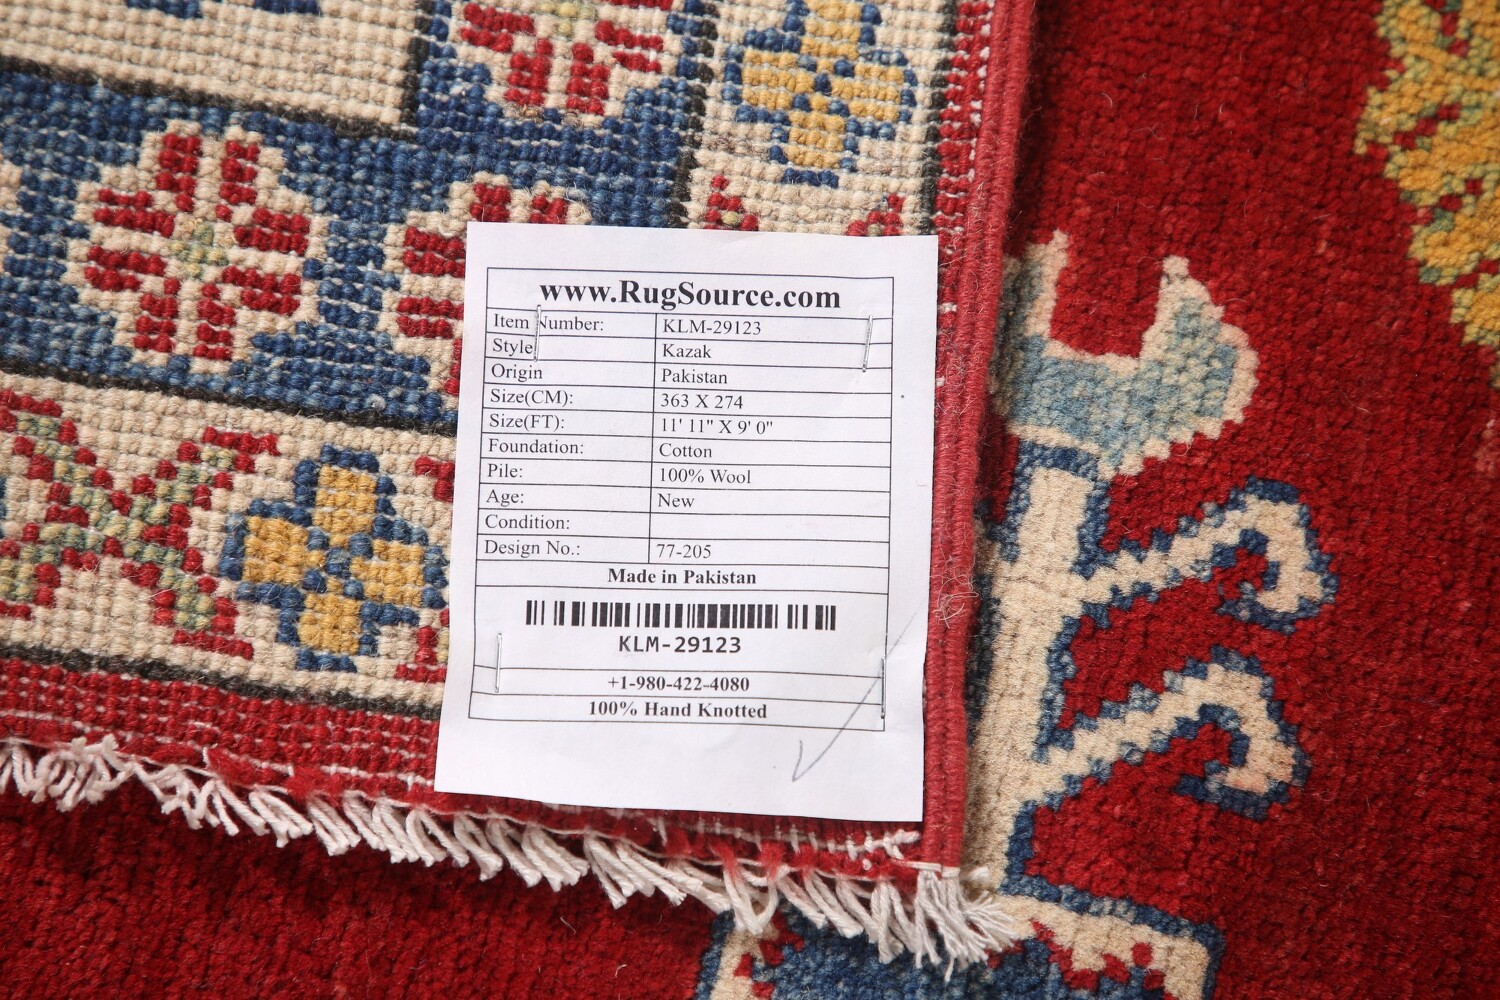 www.RugSource.com
Item Number: KLM-29123
Style Kazak
Origin Pakistan
Size(CM): 363 X 274
Size(FT): 11' 11" X 9' 0"
Foundation: Cotton
Pile: 100% Wool
Age: New
Condition:
Design No.: 77-205
Made in Pakistan
KLM-29123
+1-980-422-4080
100% Hand Knotted